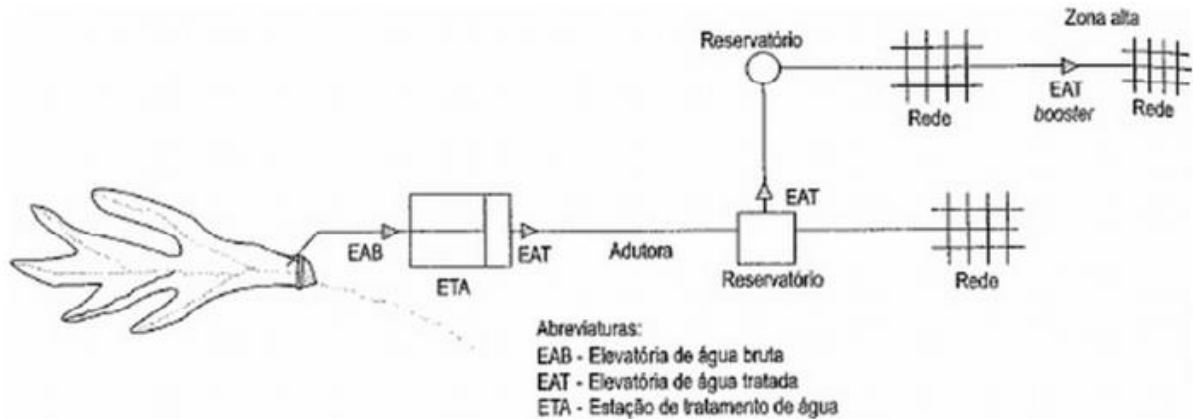 Zona alta
Reservatório
EAT
booster
Rede
Rede
EAT
EAB
EAT
Adutora
ETA
Reservatório
Rede
Abreviaturas:
EAB - Elevatória de água bruta
EAT - Elevatória de água tratada
ETA - Estação de tratamento de água